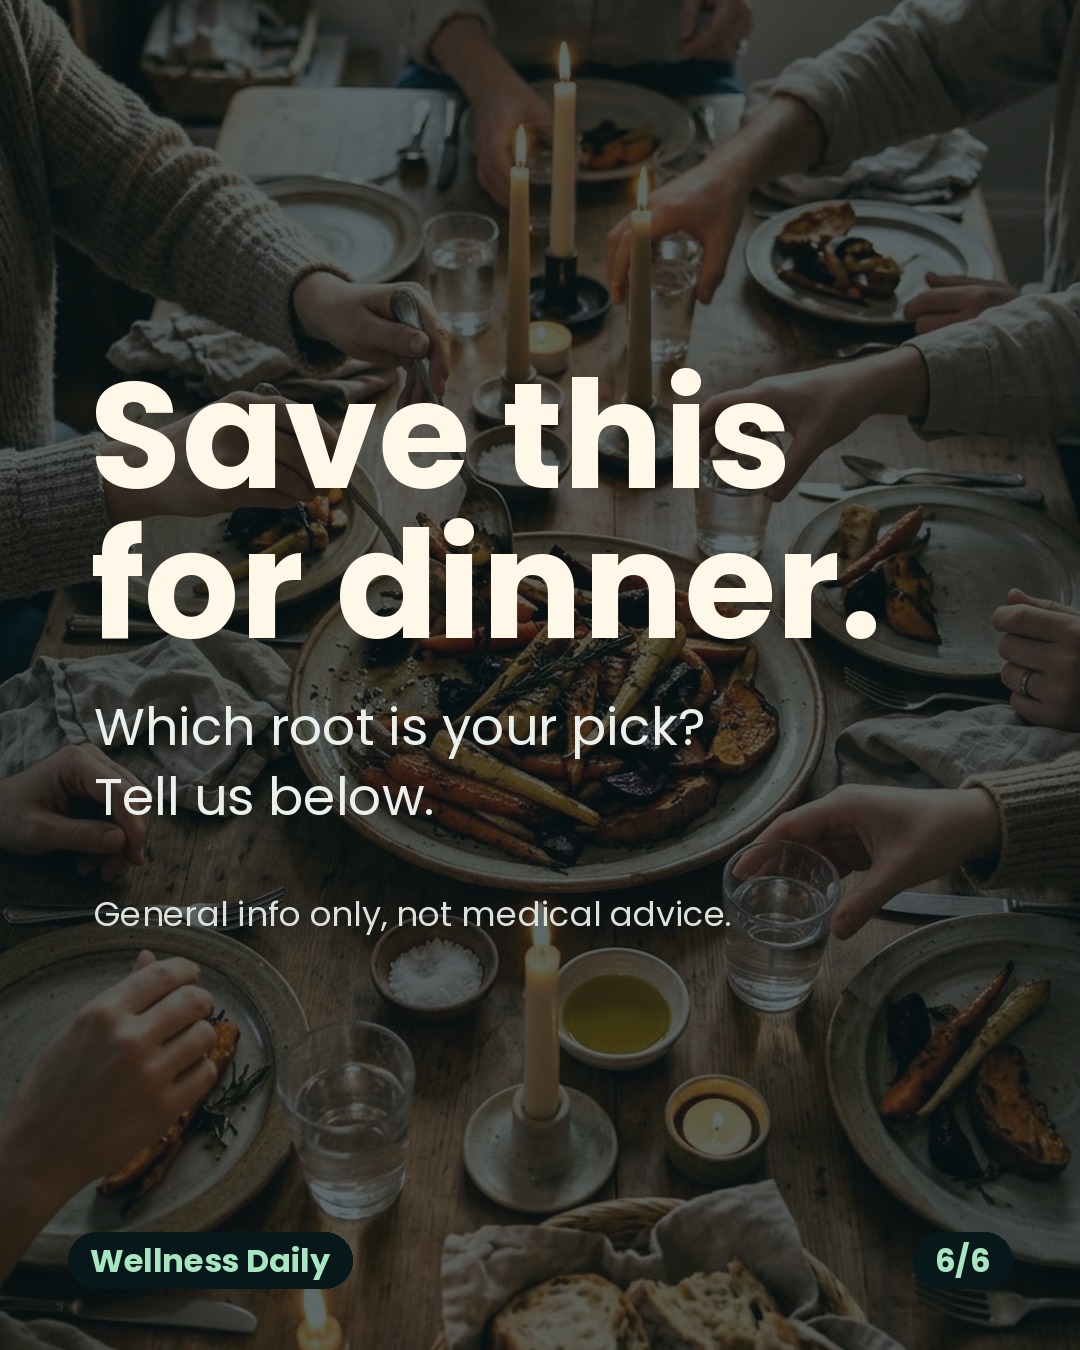 Save this
for dinner.
Which root is your pick?
Tell us below.
General info only, not medical advice.
Wellness Daily
6/6